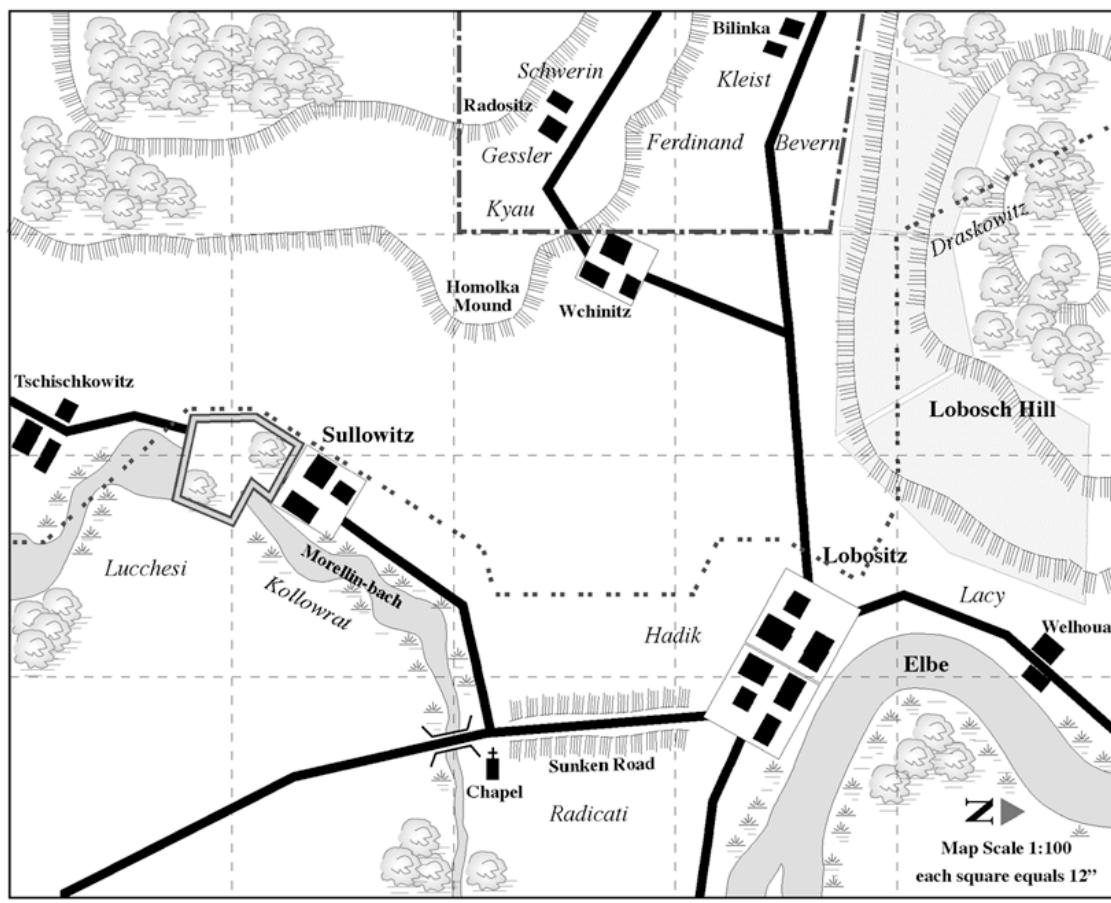 Bilinka
Schwerin
Kleist
Radositz
Gessler
Ferdinand
Bevern
Kyau
Draskowitz
Homolka
Mound
Wchinitz
Tschischkowitz
Lobosch Hill
Sullowitz
Lucchesi
Morellin-bach
Kollowrat
Lobositz
Lacy
Hadik
Welhoua
Elbe
Sunken Road
Chapel
Radicati
N
Map Scale 1:100
each square equals 12”